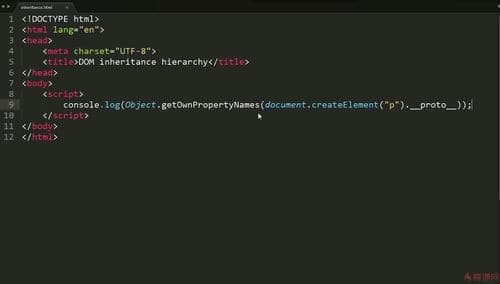 inheritance.html
1 <!DOCTYPE html>
2 <html lang="en">
3 <head>
4 <meta charset="UTF-8">
5 <title>DOM inheritance hierarchy</title>
6 </head>
7 <body>
8 <script>
9 console.log(Object.getOwnPropertyNames(document.createElement("p").__proto__));
10 </script>
11 </body>
12 </html>